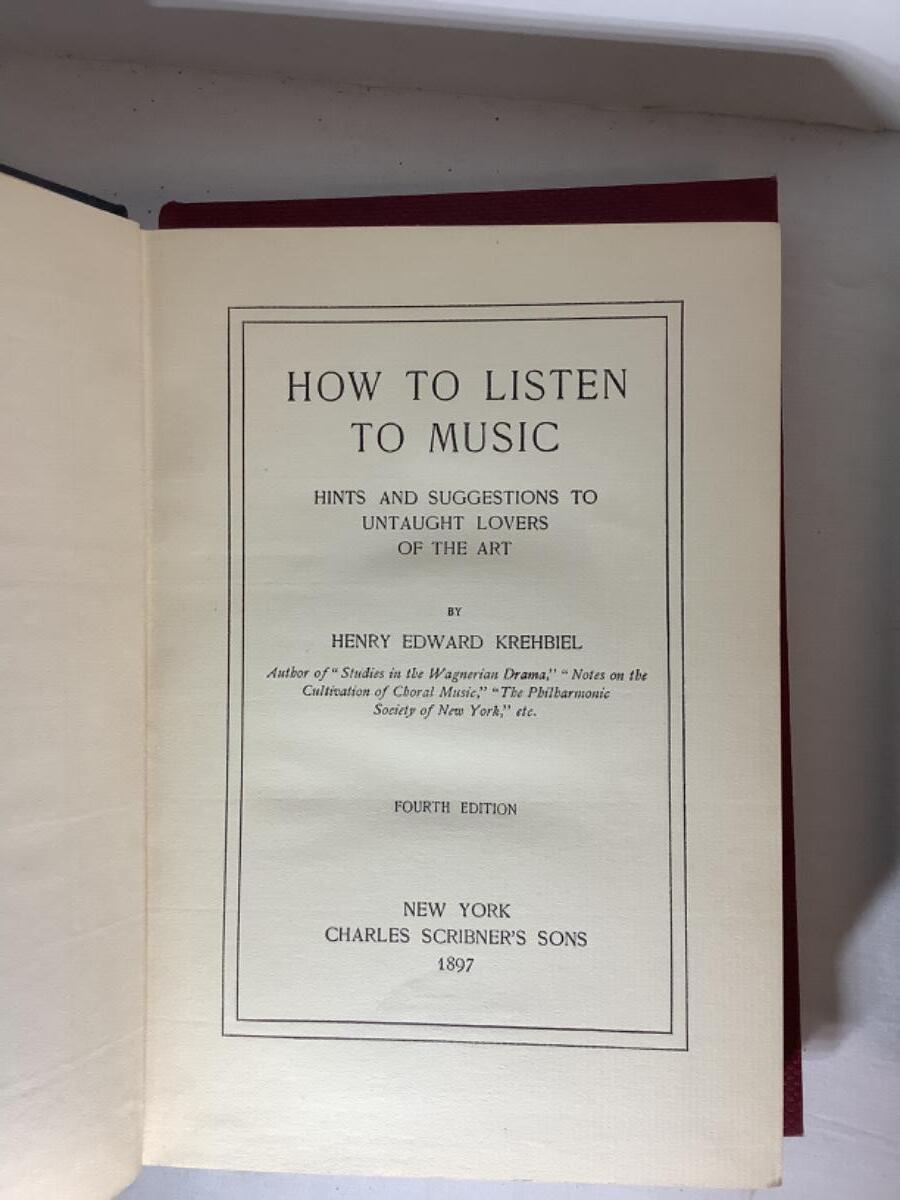 HOW TO LISTEN
TO MUSIC
HINTS AND SUGGESTIONS TO
UNTAUGHT LOVERS
OF THE ART
BY
HENRY EDWARD KREHBIEL
Author of "Studies in the Wagnerian Drama," "Notes on the
Cultivation of Choral Music," "The Philharmonic
Society of New York," etc.
FOURTH EDITION
NEW YORK
CHARLES SCRIBNER'S SONS
1897